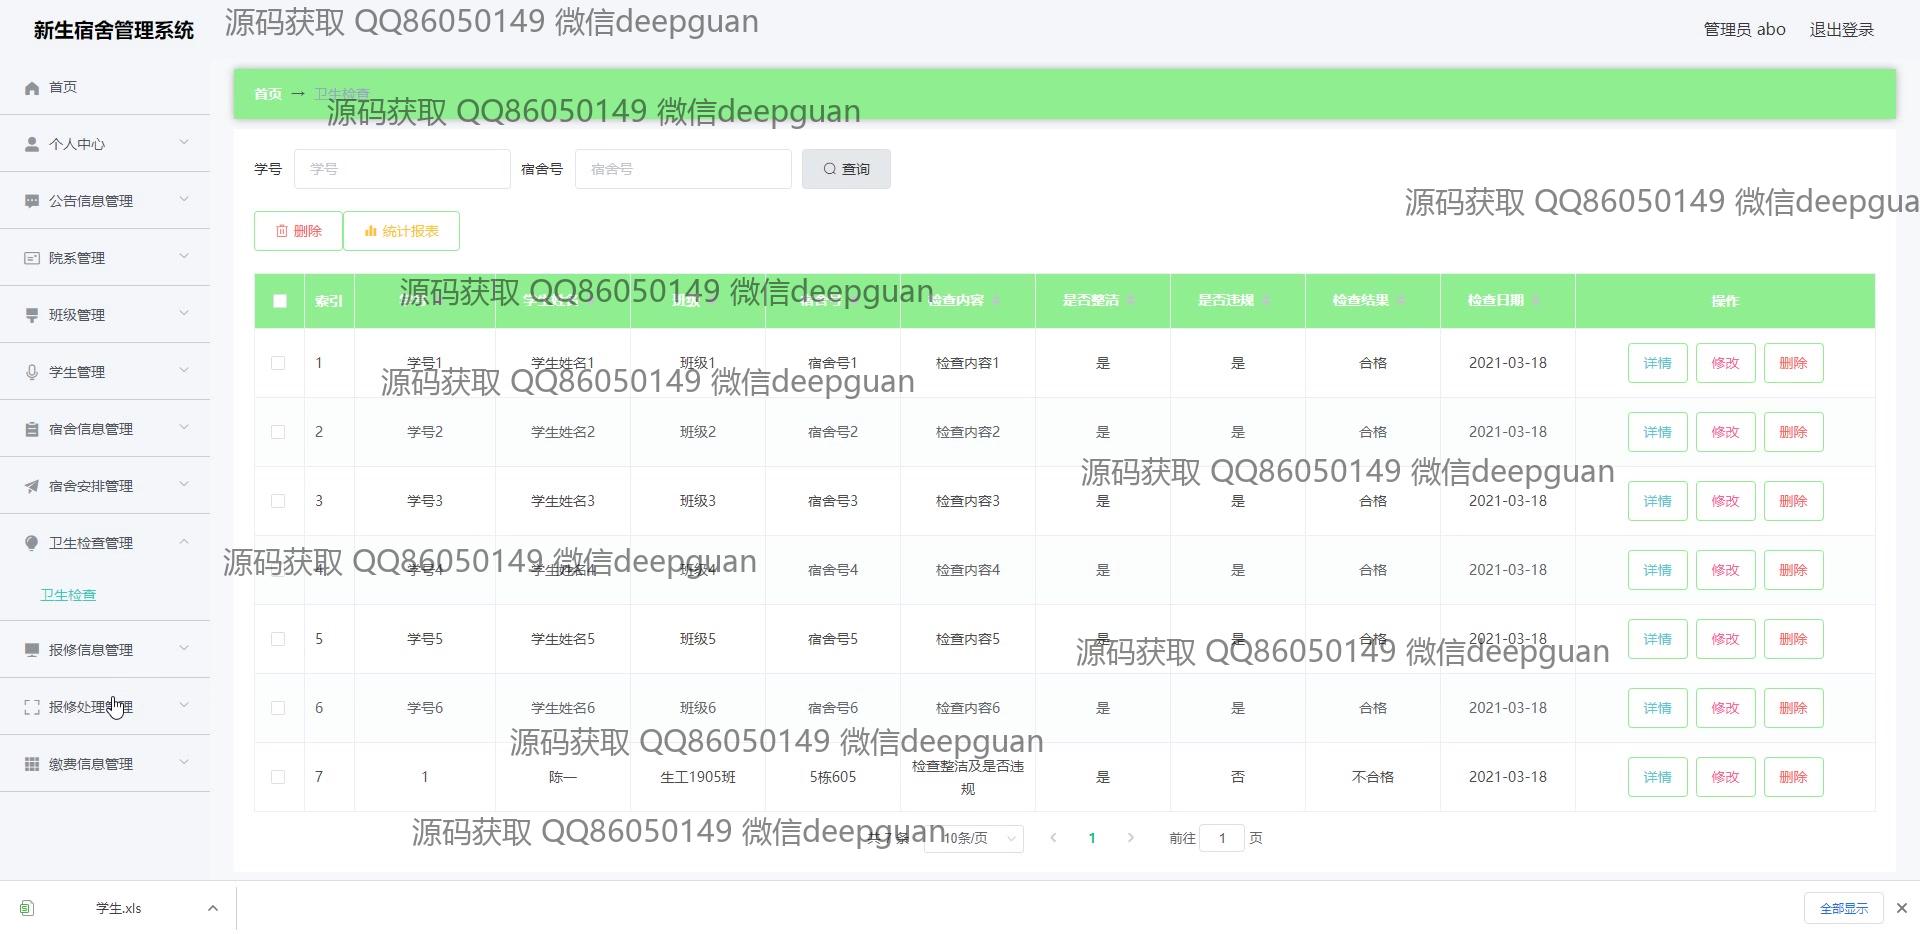 新生宿舍管理系统
源码获取 QQ86050149 微信deepguan
管理员 abo 退出登录
首页
个人中心
公告信息管理
院系管理
班级管理
学生管理
宿舍信息管理
宿舍安排管理
卫生检查管理
卫生检查
报修信息管理
报修处理管理
缴费信息管理
首页 → 卫生检查
源码获取 QQ86050149 微信deepguan
学号 学号 宿舍号 宿舍号 查询
源码获取 QQ86050149 微信deepgua
删除 统计报表
源码获取 QQ86050149 微信deepguan
索引 学号 学生姓名 班级 宿舍号 检查内容 是否整洁 是否违规 检查结果 检查日期 操作
1 学号1 学生姓名1 班级1 宿舍号1 检查内容1 是 是 合格 2021-03-18 详情 修改 删除
源码获取 QQ86050149 微信deepguan
2 学号2 学生姓名2 班级2 宿舍号2 检查内容2 是 是 合格 2021-03-18 详情 修改 删除
源码获取 QQ86050149 微信deepguan
3 学号3 学生姓名3 班级3 宿舍号3 检查内容3 是 是 合格 2021-03-18 详情 修改 删除
源码获取 QQ86050149 微信deepguan
4 学号4 学生姓名4 班级4 宿舍号4 检查内容4 是 是 合格 2021-03-18 详情 修改 删除
5 学号5 学生姓名5 班级5 宿舍号5 检查内容5 是 是 合格 2021-03-18 详情 修改 删除
源码获取 QQ86050149 微信deepguan
6 学号6 学生姓名6 班级6 宿舍号6 检查内容6 是 是 合格 2021-03-18 详情 修改 删除
源码获取 QQ86050149 微信deepguan
7 1 陈一 生工1905班 5栋605 检查整洁及是否违规 是 否 不合格 2021-03-18 详情 修改 删除
源码获取 QQ86050149 微信deepguan
共 7 条 10条/页 1 前往 1 页
学生.xls 全部显示